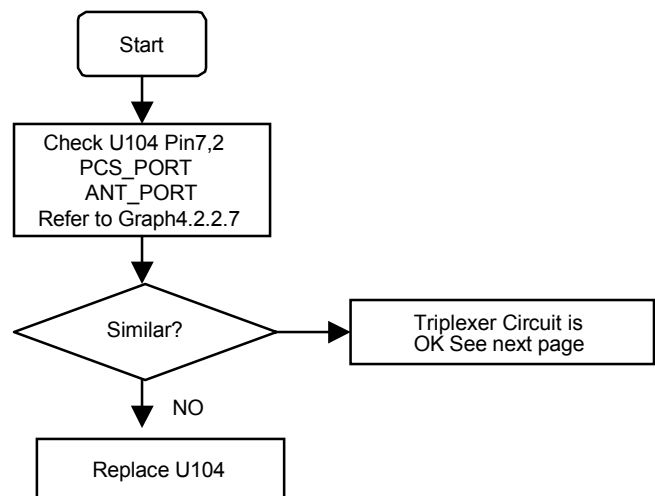 Start
Check U104 Pin7,2
PCS_PORT
ANT_PORT
Refer to Graph4.2.2.7
Similar?
Triplexer Circuit is
OK See next page
NO
Replace U104